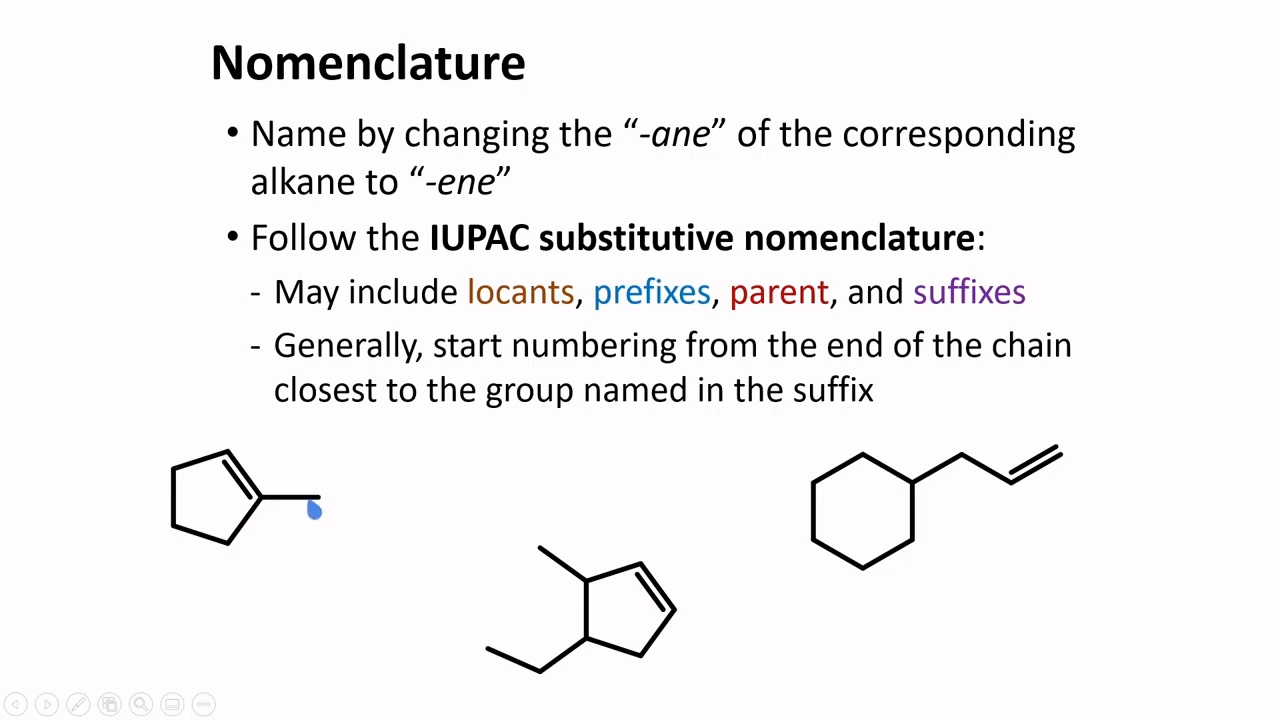 Nomenclature
• Name by changing the “-ane” of the corresponding
alkane to “-ene”
• Follow the IUPAC substitutive nomenclature:
- May include locants, prefixes, parent, and suffixes
- Generally, start numbering from the end of the chain
closest to the group named in the suffix